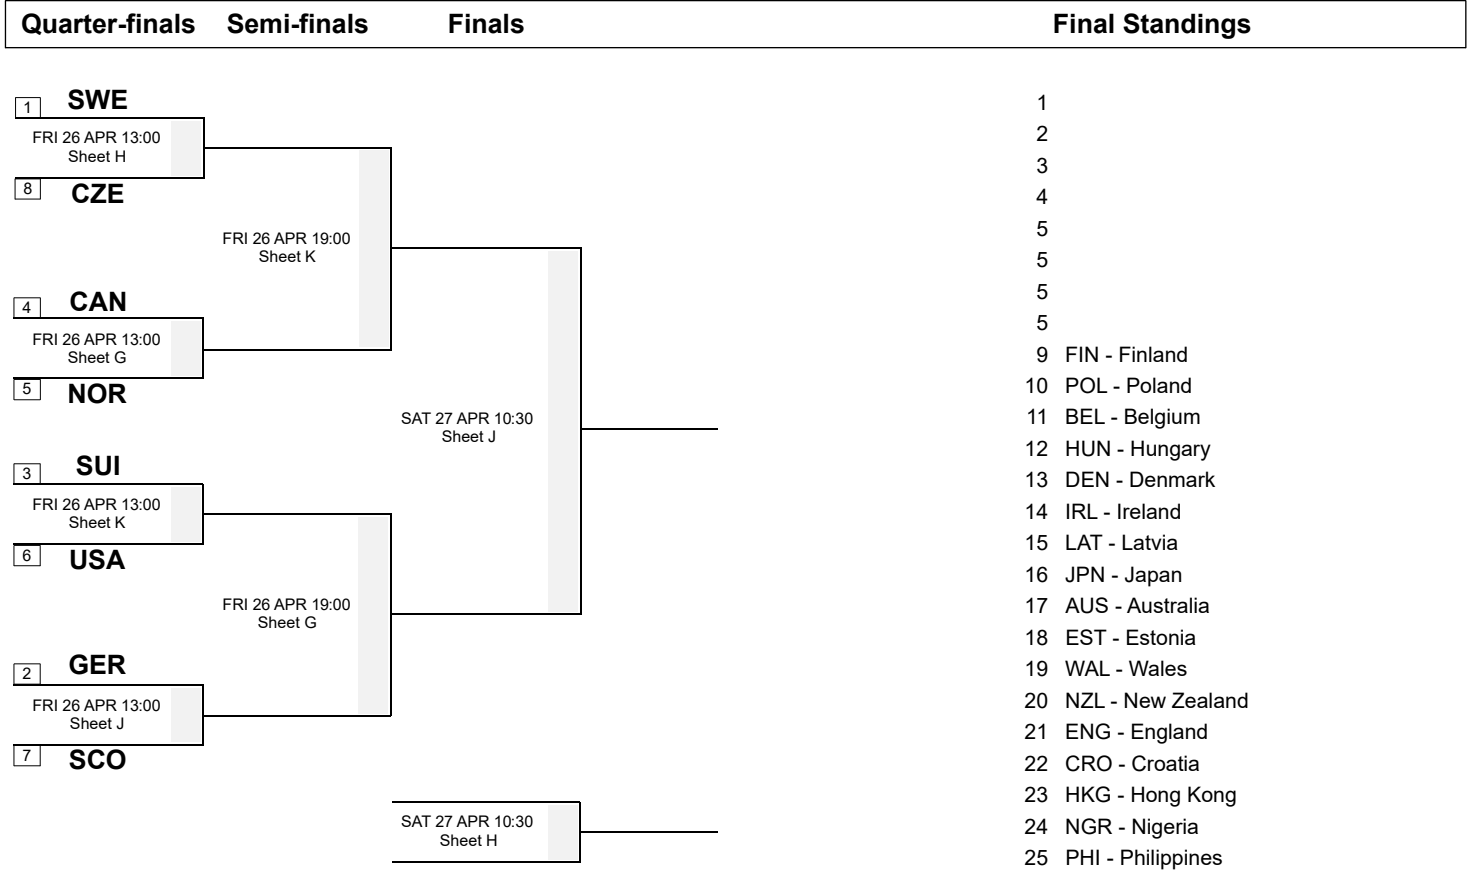 Quarter-finals Semi-finals Finals Final Standings
1 SWE
FRI 26 APR 13:00
Sheet H
8 CZE
FRI 26 APR 19:00
Sheet K
4 CAN
FRI 26 APR 13:00
Sheet G
5 NOR
SAT 27 APR 10:30
Sheet J
3 SUI
FRI 26 APR 13:00
Sheet K
6 USA
FRI 26 APR 19:00
Sheet G
2 GER
FRI 26 APR 13:00
Sheet J
7 SCO
SAT 27 APR 10:30
Sheet H
1
2
3
4
5
5
5
5
9 FIN - Finland
10 POL - Poland
11 BEL - Belgium
12 HUN - Hungary
13 DEN - Denmark
14 IRL - Ireland
15 LAT - Latvia
16 JPN - Japan
17 AUS - Australia
18 EST - Estonia
19 WAL - Wales
20 NZL - New Zealand
21 ENG - England
22 CRO - Croatia
23 HKG - Hong Kong
24 NGR - Nigeria
25 PHI - Philippines